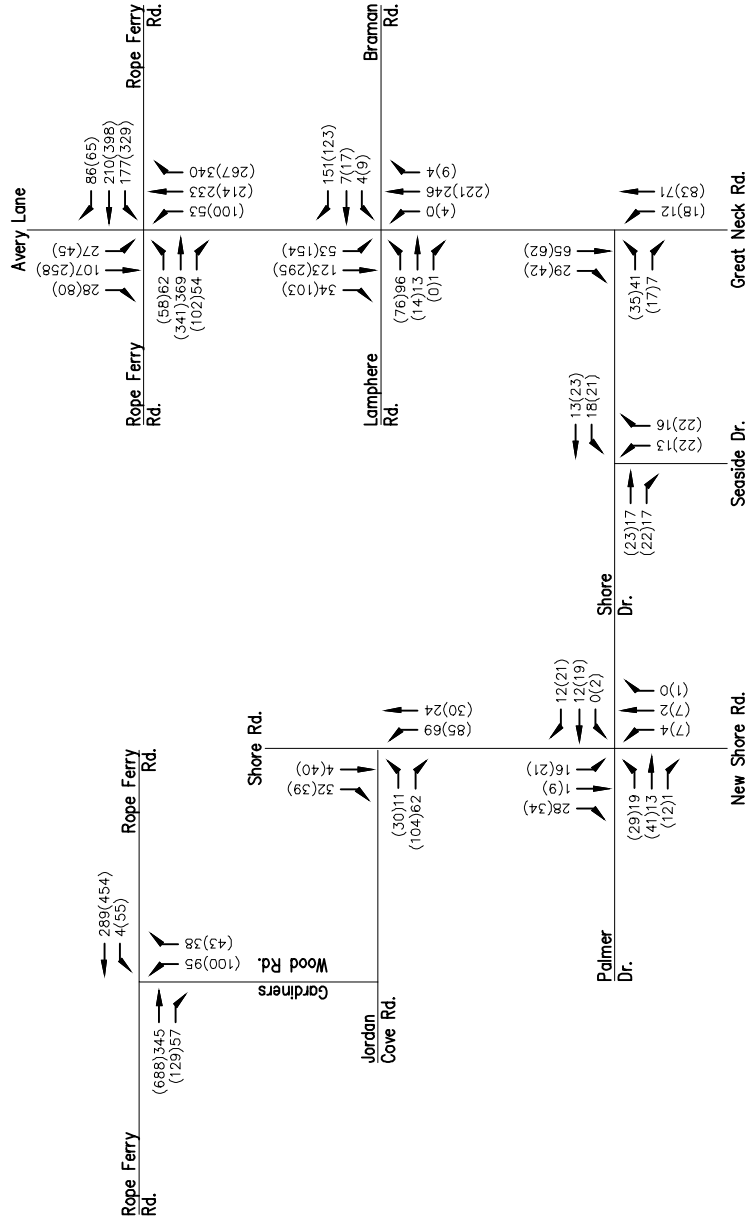 Avery Lane
Rope Ferry
Rd.
86(65)
210(398)
177(329)
28(80)
107(258)
27(45)
(58)62
(341)369
(102)54
(100)53
(214)233
(267)340
Rope Ferry
Rd.
Braman
Rd.
151(123)
7(17)
4(9)
34(103)
123(295)
53(154)
(76)96
(14)13
(0)1
(4)0
(221)246
(9)4
Lamphere
Rd.
29(42)
65(62)
(35)41
(17)7
(18)12
(83)71
Great Neck Rd.
13(23)
18(21)
(23)17
(22)17
(22)13
(22)16
Seaside Dr.
Shore
Dr.
12(21)
12(19)
0(2)
28(34)
1(9)
16(21)
(29)19
(41)13
(12)1
(7)4
(7)2
(1)0
New Shore Rd.
Palmer
Dr.
Shore Rd.
32(39)
4(40)
(30)11
(104)62
(85)69
(30)24
Jordan
Cove Rd.
Gardiners
Wood Rd.
Rope Ferry
Rd.
289(454)
4(55)
(688)345
(129)57
(100)95
(43)38
Rope Ferry
Rd.